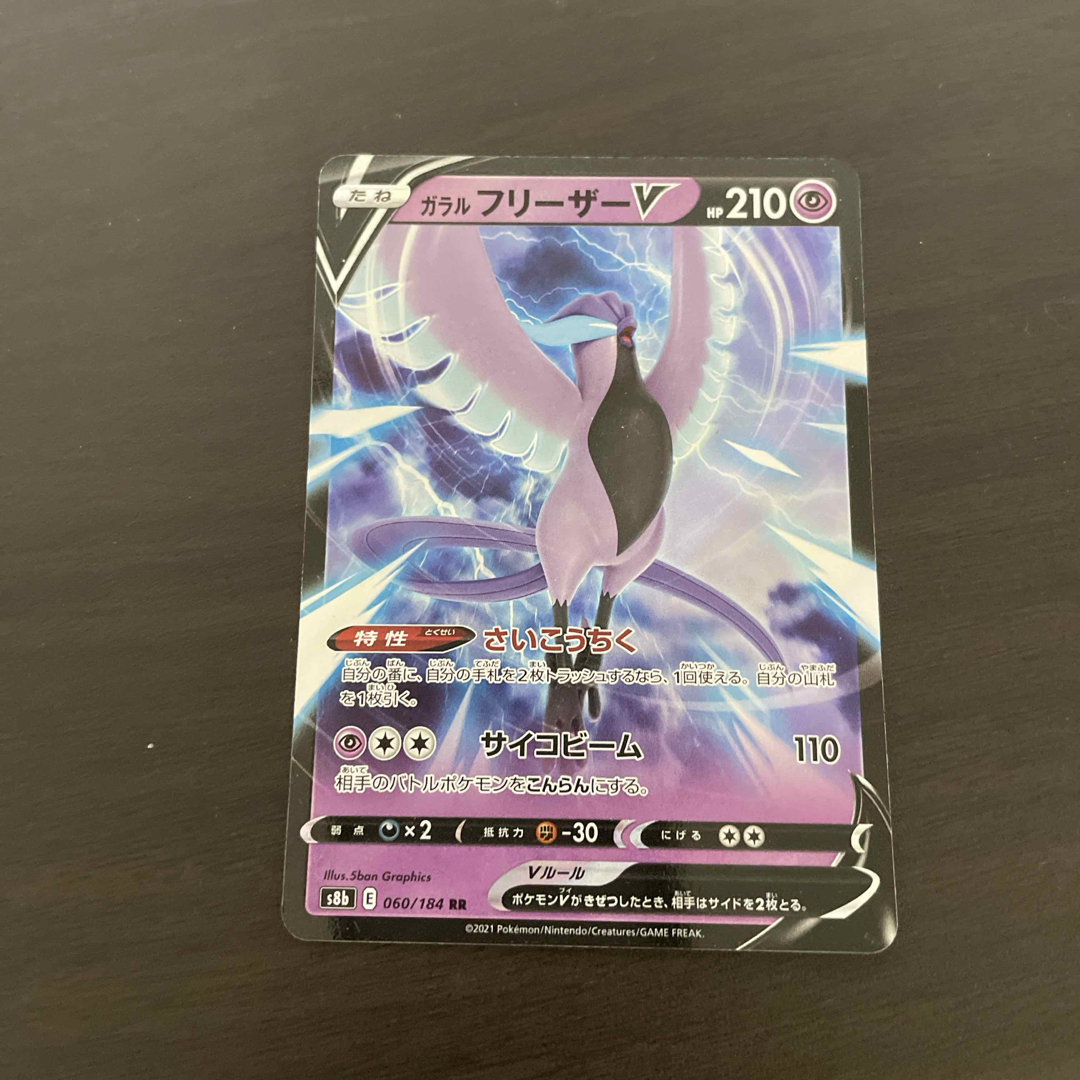 たね ガラル フリーザーV HP210
特性 とくせい さいこうちく
自分の番に、自分の手札を2枚トラッシュするなら、1回使える。自分の山札
を1枚引く。
サイコビーム 110
相手のバトルポケモンをこんらんにする。
弱点 ×2 抵抗力 -30 にげる
Illus.5ban Graphics
Vルール
ポケモンVがきぜつしたとき、相手はサイドを2枚とる。
s8b E 060/184 RR
©2021 Pokémon/Nintendo/Creatures/GAME FREAK.